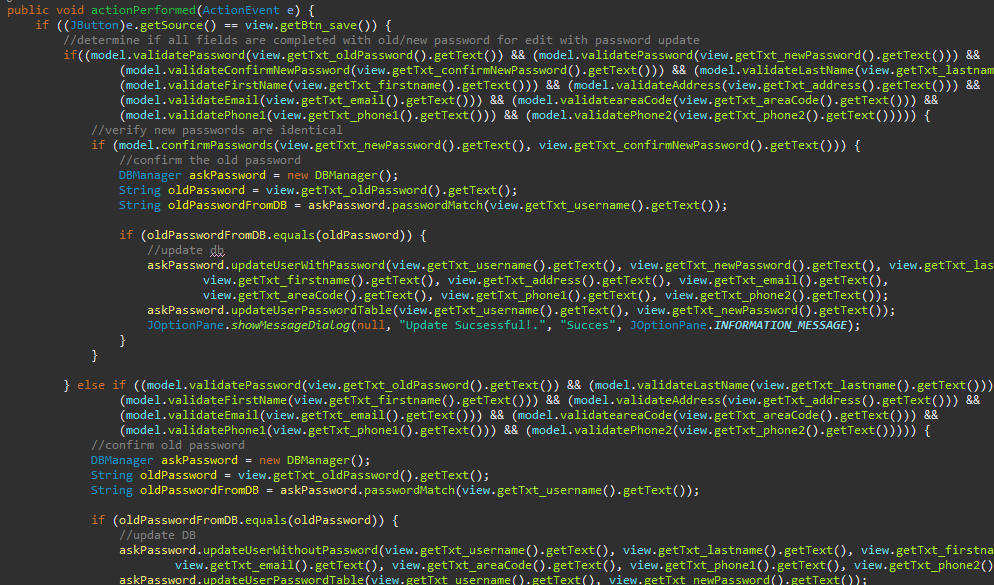 public void actionPerformed(ActionEvent e) {
if ((JButton)e.getSource() == view.getBtn_save()) {
//determine if all fields are completed with old/new password for edit with password update
if((model.validatePassword(view.getTxt_oldPassword().getText()) && (model.validatePassword(view.getTxt_newPassword().getText())) &&
(model.validateConfirmNewPassword(view.getTxt_confirmNewPassword().getText())) && (model.validateLastName(view.getTxt_lastnam
(model.validateFirstName(view.getTxt_firstname().getText())) && (model.validateAddress(view.getTxt_address().getText())) &&
(model.validateEmail(view.getTxt_email().getText())) && (model.validateareaCode(view.getTxt_areaCode().getText())) &&
(model.validatePhone1(view.getTxt_phone1().getText())) && (model.validatePhone2(view.getTxt_phone2().getText())))) {
//verify new passwords are identical
if (model.confirmPasswords(view.getTxt_newPassword().getText(), view.getTxt_confirmNewPassword().getText())) {
//confirm the old password
DBManager askPassword = new DBManager();
String oldPassword = view.getTxt_oldPassword().getText();
String oldPasswordFromDB = askPassword.passwordMatch(view.getTxt_username().getText());
if (oldPasswordFromDB.equals(oldPassword)) {
//update db
askPassword.updateUserWithPassword(view.getTxt_username().getText(), view.getTxt_newPassword().getText(), view.getTxt_las
view.getTxt_firstname().getText(), view.getTxt_address().getText(), view.getTxt_email().getText(),
view.getTxt_areaCode().getText(), view.getTxt_phone1().getText(), view.getTxt_phone2().getText());
askPassword.updateUserPasswordTable(view.getTxt_username().getText(), view.getTxt_newPassword().getText());
JOptionPane.showMessageDialog(null, "Update Sucsessful!.", "Succes", JOptionPane.INFORMATION_MESSAGE);
}
}
} else if ((model.validatePassword(view.getTxt_oldPassword().getText()) && (model.validateLastName(view.getTxt_lastname().getText()))
(model.validateFirstName(view.getTxt_firstname().getText())) && (model.validateAddress(view.getTxt_address().getText())) &&
(model.validateEmail(view.getTxt_email().getText())) && (model.validateareaCode(view.getTxt_areaCode().getText())) &&
(model.validatePhone1(view.getTxt_phone1().getText())) && (model.validatePhone2(view.getTxt_phone2().getText())))) {
//confirm old password
DBManager askPassword = new DBManager();
String oldPassword = view.getTxt_oldPassword().getText();
String oldPasswordFromDB = askPassword.passwordMatch(view.getTxt_username().getText());
if (oldPasswordFromDB.equals(oldPassword)) {
//update DB
askPassword.updateUserWithoutPassword(view.getTxt_username().getText(), view.getTxt_lastname().getText(), view.getTxt_firstna
view.getTxt_email().getText(), view.getTxt_areaCode().getText(), view.getTxt_phone1().getText(), view.getTxt_phone2()
askPassword.updateUserPasswordTable(view.getTxt_username().getText(), view.getTxt_newPassword().getText());